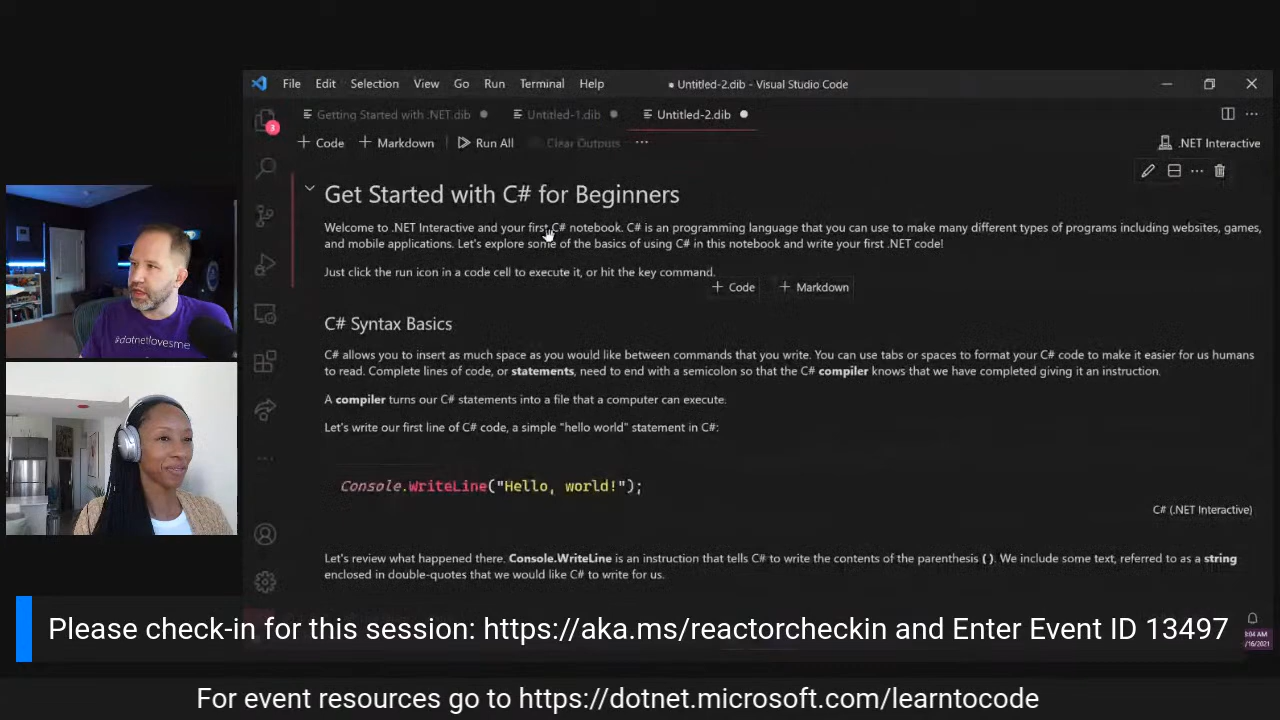 File Edit Selection View Go Run Terminal Help ● Untitled-2.dib - Visual Studio Code
Getting Started with .NET.dib Untitled-1.dib Untitled-2.dib
3
+ Code + Markdown Run All Clear Outputs ... .NET Interactive
Get Started with C# for Beginners
Welcome to .NET Interactive and your first C# notebook. C# is an programming language that you can use to make many different types of programs including websites, games,
and mobile applications. Let's explore some of the basics of using C# in this notebook and write your first .NET code!
Just click the run icon in a code cell to execute it, or hit the key command.
+ Code + Markdown
C# Syntax Basics
C# allows you to insert as much space as you would like between commands that you write. You can use tabs or spaces to format your C# code to make it easier for us humans
to read. Complete lines of code, or statements, need to end with a semicolon so that the C# compiler knows that we have completed giving it an instruction.
A compiler turns our C# statements into a file that a computer can execute.
Let's write our first line of C# code, a simple "hello world" statement in C#:
Console.WriteLine("Hello, world!");
C# (.NET Interactive)
Let's review what happened there. Console.WriteLine is an instruction that tells C# to write the contents of the parenthesis ( ). We include some text, referred to as a string
enclosed in double-quotes that we would like C# to write for us.
#dotnetlovesme
Please check-in for this session: https://aka.ms/reactorcheckin and Enter Event ID 13497
:04 AM
/16/2021
For event resources go to https://dotnet.microsoft.com/learntocode